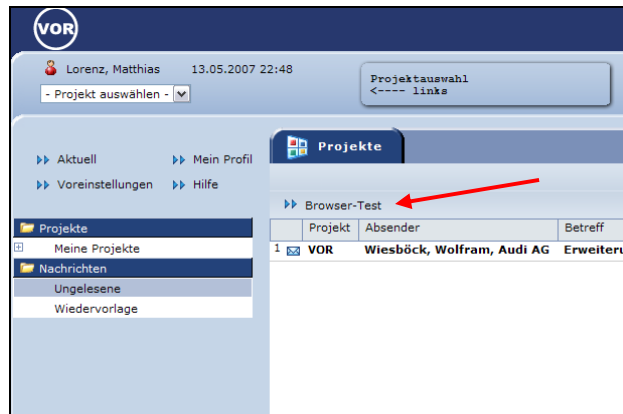 VOR
Lorenz, Matthias 13.05.2007 22:48
- Projekt auswählen -
Projektauswahl
<---- links
Aktuell Mein Profil
Voreinstellungen Hilfe
Projekte
Meine Projekte
Nachrichten
Ungelesene
Wiedervorlage
Projekte
Browser-Test
Projekt Absender Betreff
1 VOR Wiesböck, Wolfram, Audi AG Erweiteru